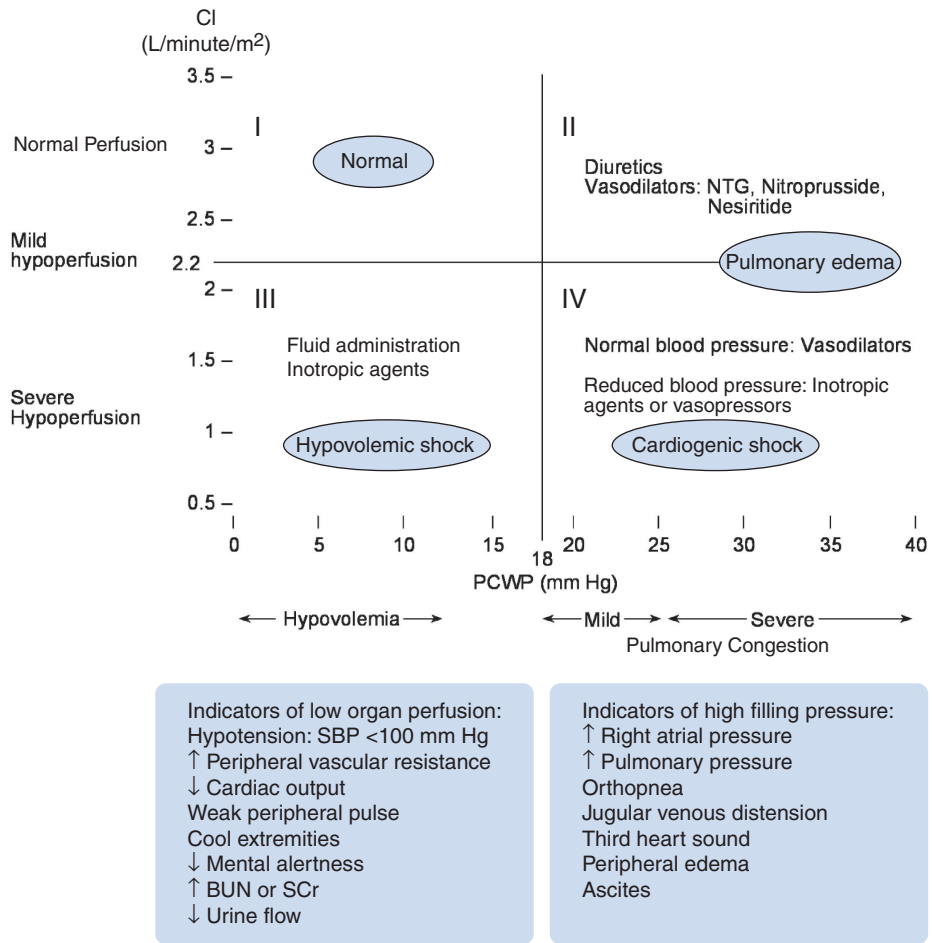 CI
(L/minute/m2)
3.5
I
II
Normal Perfusion
3
Normal
Diuretics
Vasodilators: NTG, Nitroprusside,
Nesiritide
2.5
Mild
hypoperfusion
2.2
Pulmonary edema
2
III
IV
Fluid administration
Inotropic agents
Normal blood pressure: Vasodilators
1.5
Reduced blood pressure: Inotropic
agents or vasopressors
Severe
Hypoperfusion
1
Hypovolemic shock
Cardiogenic shock
0.5
0 5 10 15 18 20 25 30 35 40
PCWP (mm Hg)
Hypovolemia
Mild
Severe
Pulmonary Congestion
Indicators of low organ perfusion:
Hypotension: SBP <100 mm Hg
↑ Peripheral vascular resistance
↓ Cardiac output
Weak peripheral pulse
Cool extremities
↓ Mental alertness
↑ BUN or SCr
↓ Urine flow
Indicators of high filling pressure:
↑ Right atrial pressure
↑ Pulmonary pressure
Orthopnea
Jugular venous distension
Third heart sound
Peripheral edema
Ascites